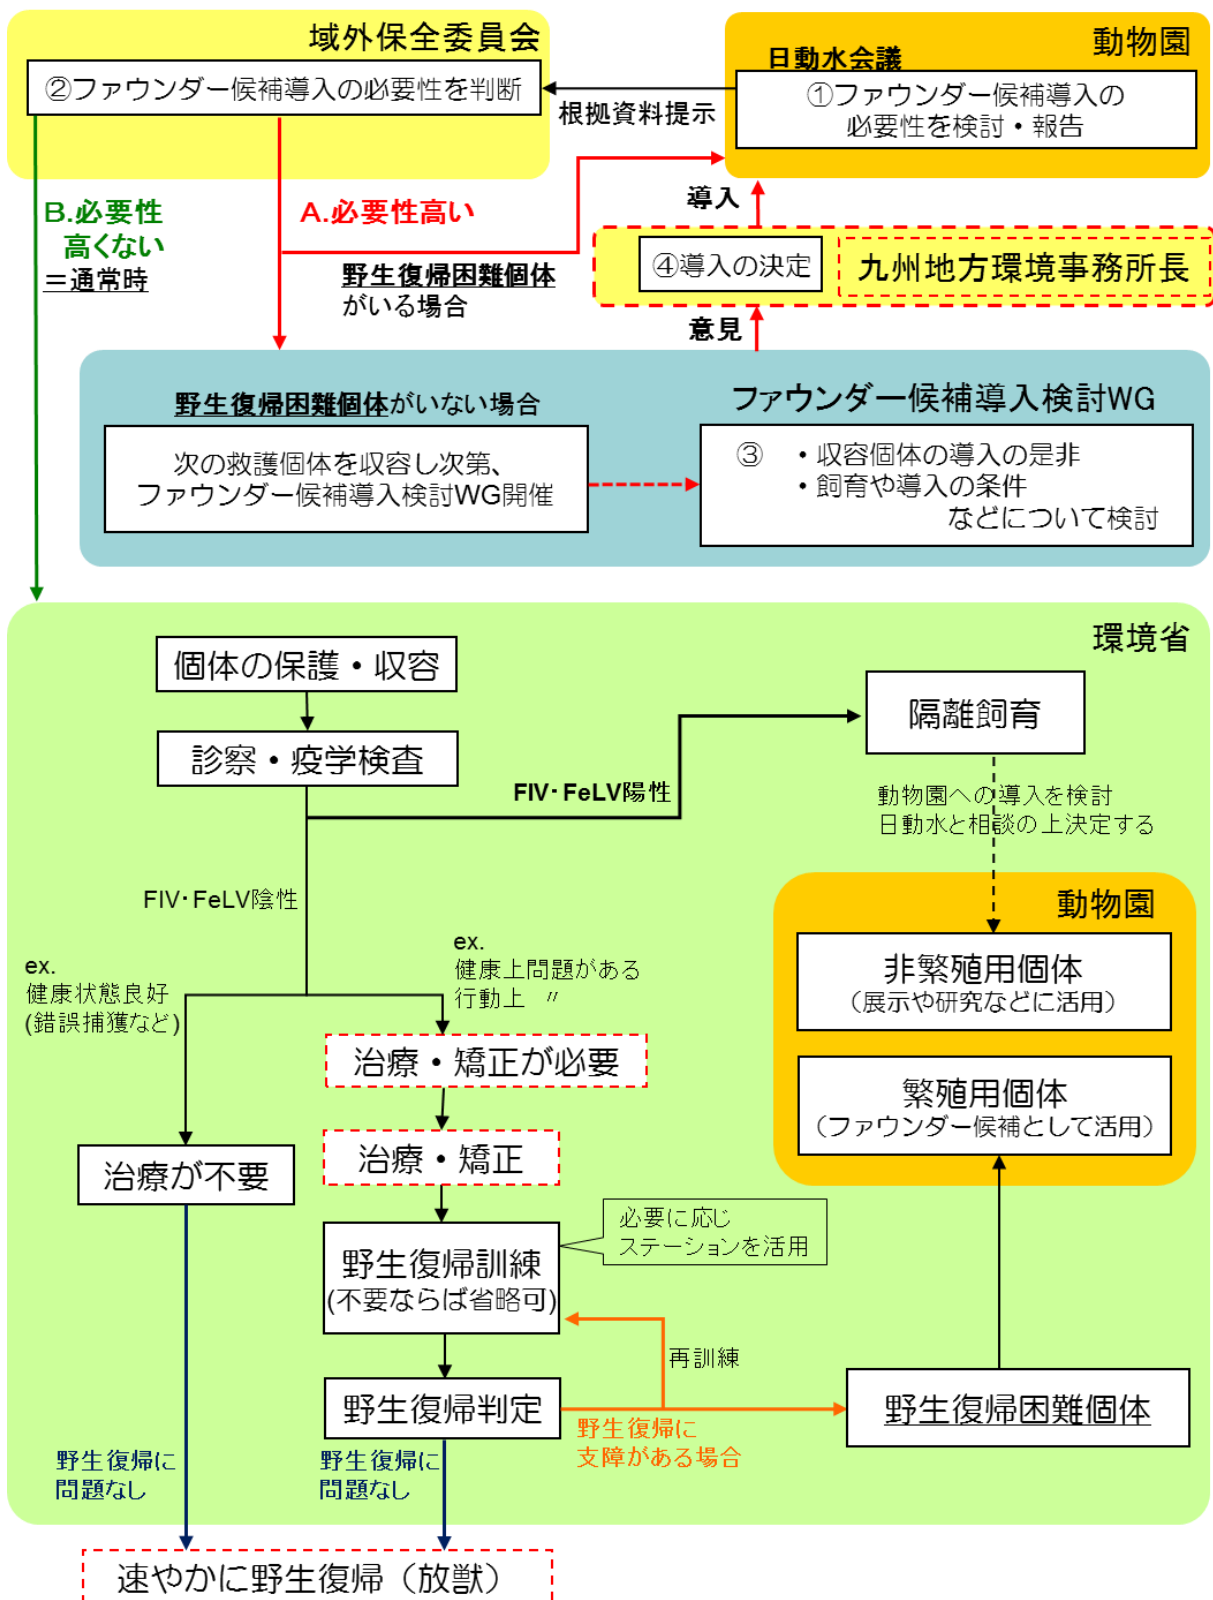 域外保全委員会
②ファウンダー候補導入の必要性を判断
動物園
日動水会議
①ファウンダー候補導入の
必要性を検討・報告
根拠資料提示
B.必要性
高くない
＝通常時
A.必要性高い
野生復帰困難個体
がいる場合
導入
④導入の決定
九州地方環境事務所長
意見
野生復帰困難個体がいない場合
次の救護個体を収容し次第、
ファウンダー候補導入検討WG開催
ファウンダー候補導入検討WG
③ ・収容個体の導入の是非
・飼育や導入の条件
などについて検討
環境省
個体の保護・収容
診察・疫学検査
FIV・FeLV陽性
隔離飼育
動物園への導入を検討
日動水と相談の上決定する
FIV・FeLV陰性
ex.
健康状態良好
(錯誤捕獲など)
ex.
健康上問題がある
行動上 〃
動物園
非繁殖用個体
（展示や研究などに活用）
繁殖用個体
（ファウンダー候補として活用）
治療・矯正が必要
治療・矯正
治療が不要
野生復帰訓練
(不要ならば省略可)
必要に応じ
ステーションを活用
再訓練
野生復帰判定
野生復帰に
支障がある場合
野生復帰困難個体
野生復帰に
問題なし
野生復帰に
問題なし
速やかに野生復帰（放獣）